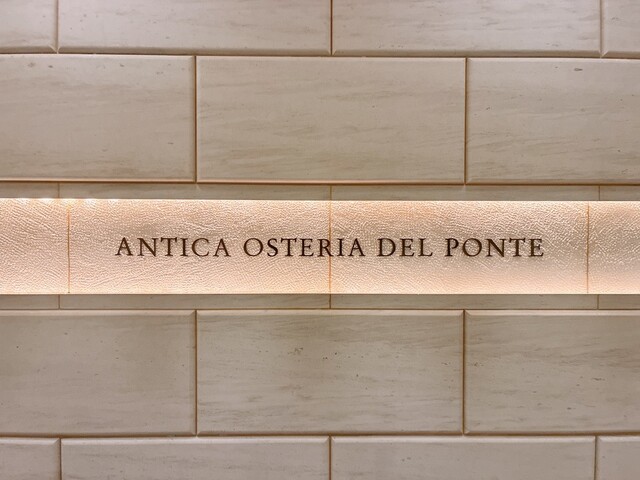 ANTICA OSTERIA DEL PONTE